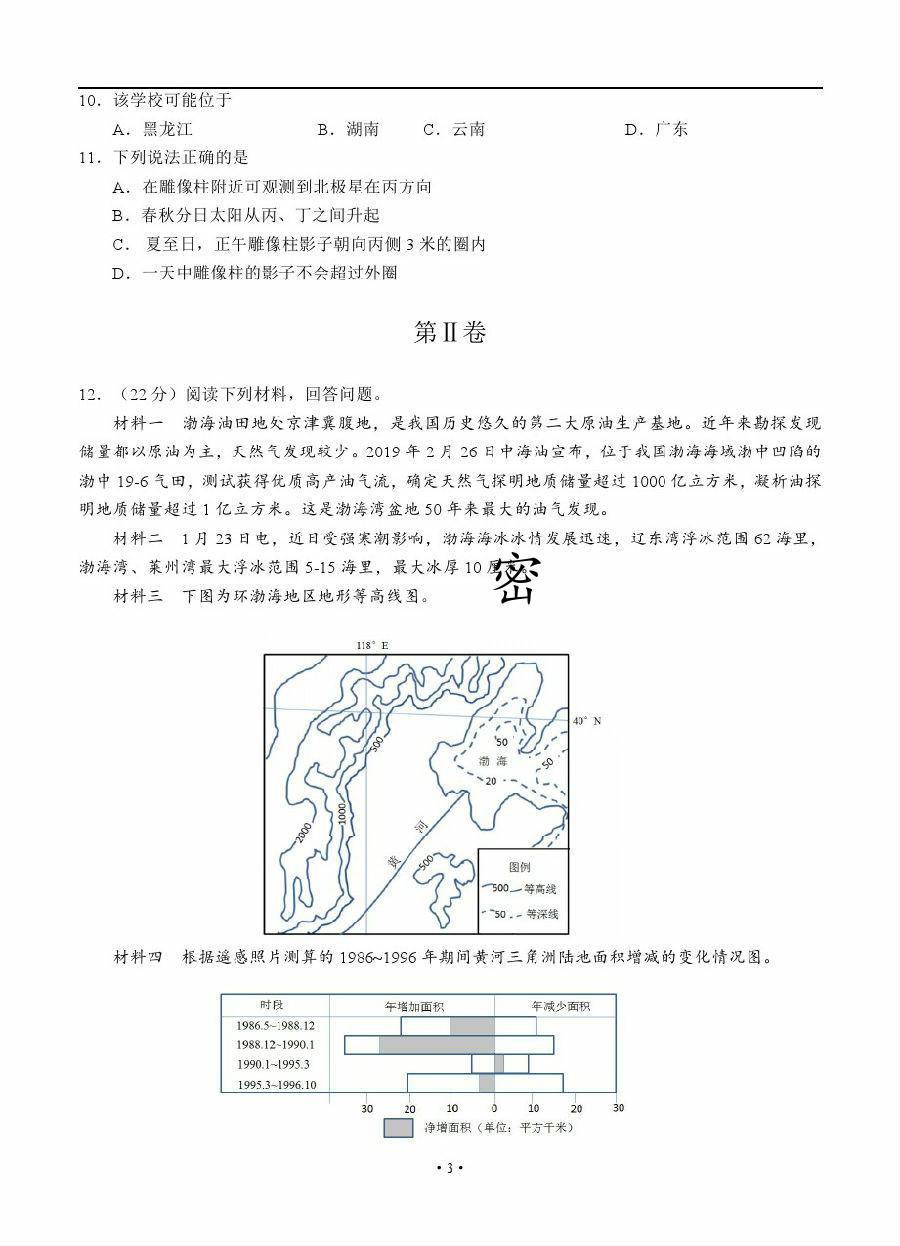 10．该学校可能位于
A．黑龙江 B．湖南 C．云南 D．广东
11．下列说法正确的是
A．在雕像柱附近可观测到北极星在丙方向
B．春秋分日太阳从丙、丁之间升起
C． 夏至日，正午雕像柱影子朝向丙侧 3 米的圈内
D．一天中雕像柱的影子不会超过外圈
第Ⅱ卷
12．（22 分）阅读下列材料，回答问题。
材料一 渤海油田地处京津冀腹地，是我国历史悠久的第二大原油生产基地。近年来勘探发现
储量都以原油为主，天然气发现较少。2019 年 2 月 26 日中海油宣布，位于我国渤海海域渤中凹陷的
渤中 19-6 气田，测试获得优质高产油气流，确定天然气探明地质储量超过 1000 亿立方米，凝析油探
明地质储量超过 1 亿立方米。这是渤海湾盆地 50 年来最大的油气发现。
材料二 1 月 23 日电，近日受强寒潮影响，渤海海冰冰情发展迅速，辽东湾浮冰范围 62 海里，
渤海湾、莱州湾最大浮冰范围 5-15 海里，最大冰厚 10 厘米。
密
材料三 下图为环渤海地区地形等高线图。
118° E
40° N
500
50
渤 海
50
20
1000
2000
河
黄
500
图例
500 等高线
50 等深线
材料四 根据遥感照片测算的 1986~1996 年期间黄河三角洲陆地面积增减的变化情况图。
时段 年增加面积 年减少面积
1986.5~1988.12
1988.12~1990.1
1990.1~1995.3
1995.3~1996.10
30 20 10 0 10 20 30
净增面积（单位：平方千米）
· 3 ·